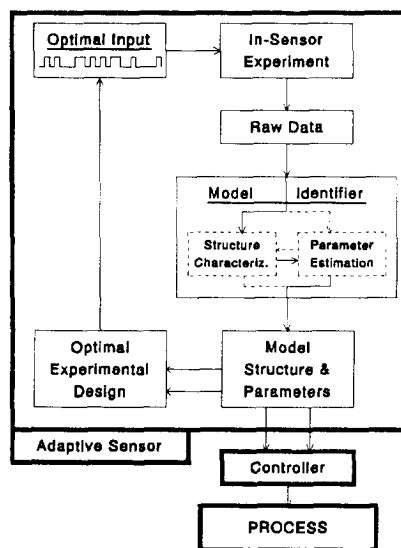 Optimal Input
In-Sensor
Experiment
Raw Data
Model Identifier
Structure
Characteriz.
Parameter
Estimation
Optimal
Experimental
Design
Model
Structure &
Parameters
Adaptive Sensor
Controller
PROCESS